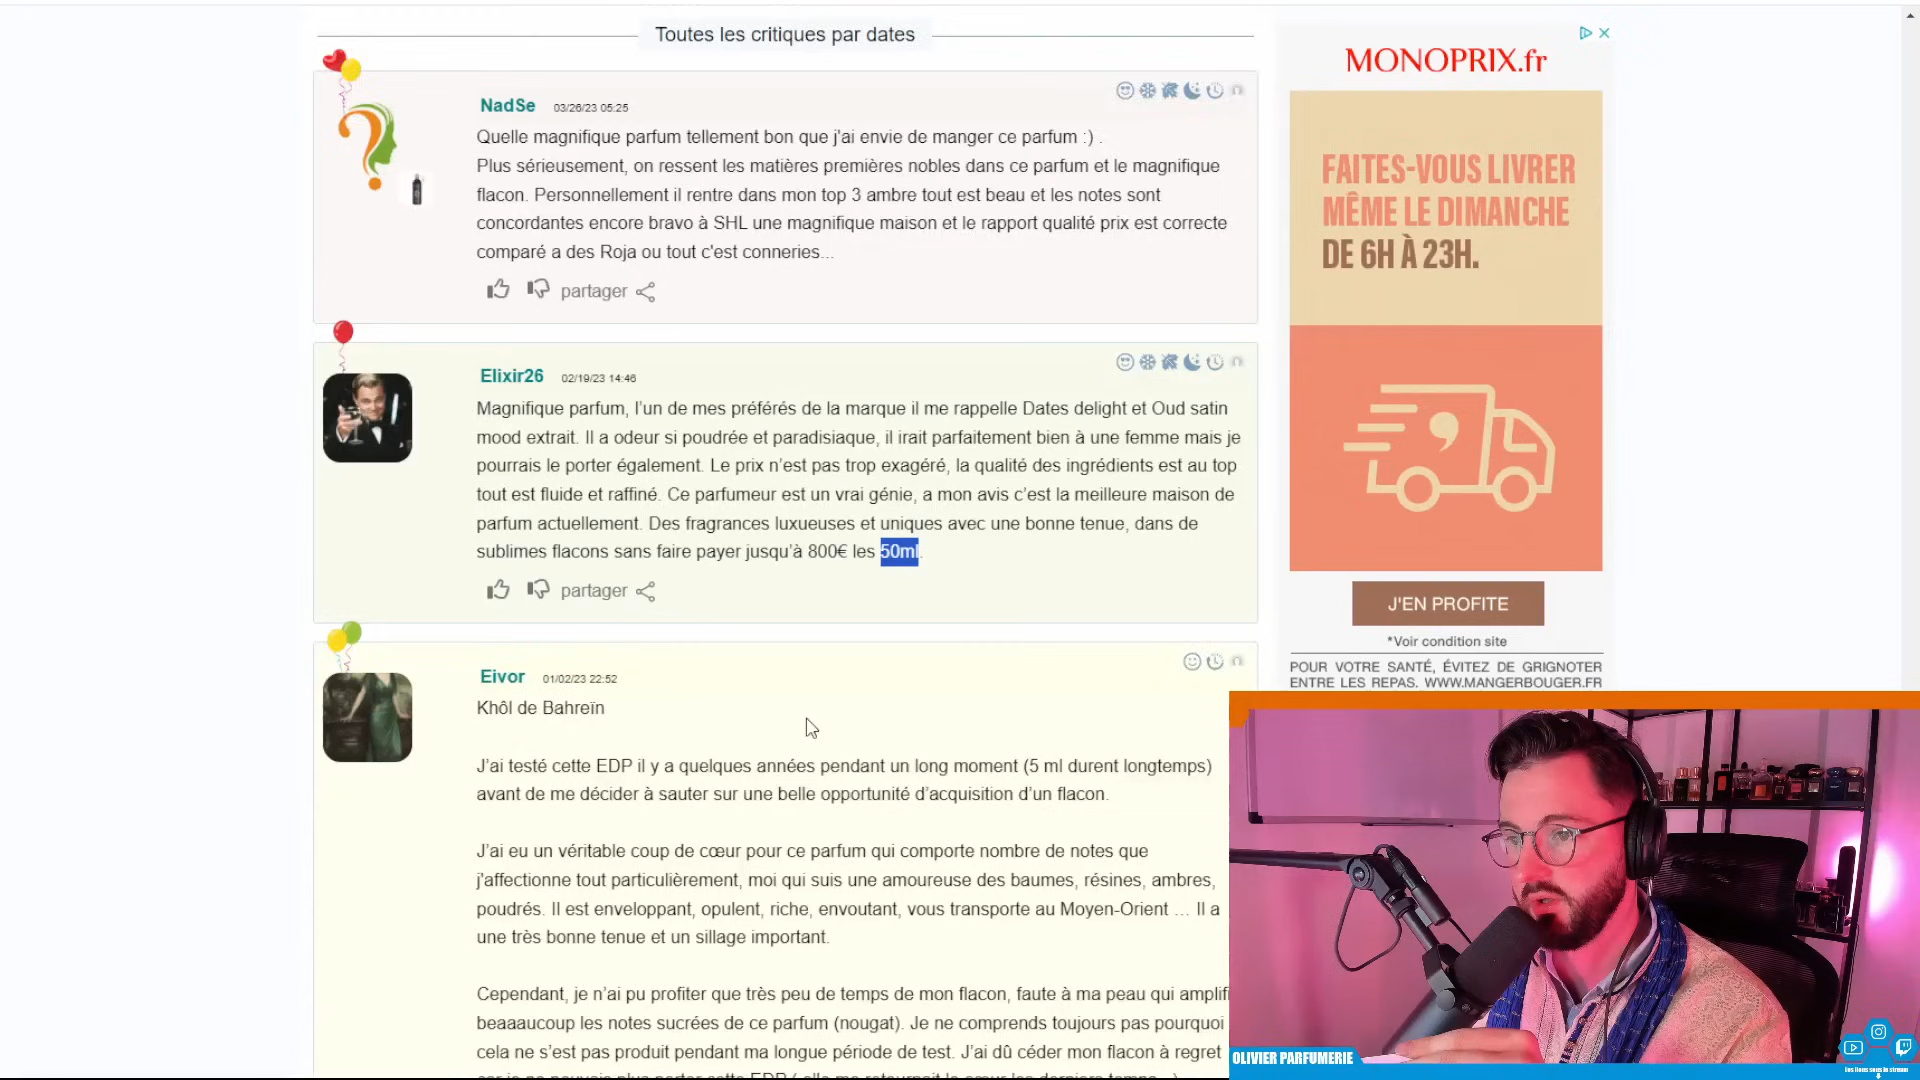 Toutes les critiques par dates
NadSe 03/26/23 05:25
Quelle magnifique parfum tellement bon que j'ai envie de manger ce parfum :) .
Plus sérieusement, on ressent les matières premières nobles dans ce parfum et le magnifique
flacon. Personnellement il rentre dans mon top 3 ambre tout est beau et les notes sont
concordantes encore bravo à SHL une magnifique maison et le rapport qualité prix est correcte
comparé a des Roja ou tout c'est conneries...
partager
Elixir26 02/19/23 14:46
Magnifique parfum, l’un de mes préférés de la marque il me rappelle Dates delight et Oud satin
mood extrait. Il a odeur si poudrée et paradisiaque, il irait parfaitement bien à une femme mais je
pourrais le porter également. Le prix n’est pas trop exagéré, la qualité des ingrédients est au top
tout est fluide et raffiné. Ce parfumeur est un vrai génie, a mon avis c’est la meilleure maison de
parfum actuellement. Des fragrances luxueuses et uniques avec une bonne tenue, dans de
sublimes flacons sans faire payer jusqu’à 800€ les 50ml.
partager
Eivor 01/02/23 22:52
Khôl de Bahreïn
J’ai testé cette EDP il y a quelques années pendant un long moment (5 ml durent longtemps)
avant de me décider à sauter sur une belle opportunité d’acquisition d’un flacon.
J’ai eu un véritable coup de cœur pour ce parfum qui comporte nombre de notes que
j'affectionne tout particulièrement, moi qui suis une amoureuse des baumes, résines, ambres,
poudrés. Il est enveloppant, opulent, riche, envoutant, vous transporte au Moyen-Orient … Il a
une très bonne tenue et un sillage important.
Cependant, je n’ai pu profiter que très peu de temps de mon flacon, faute à ma peau qui amplifi
beaaaucoup les notes sucrées de ce parfum (nougat). Je ne comprends toujours pas pourquoi
cela ne s’est pas produit pendant ma longue période de test. J’ai dû céder mon flacon à regret
MONOPRIX.fr
FAITES-VOUS LIVRER
MÊME LE DIMANCHE
DE 6H À 23H.
J'EN PROFITE
*Voir condition site
POUR VOTRE SANTÉ, ÉVITEZ DE GRIGNOTER
ENTRE LES REPAS. WWW.MANGERBOUGER.FR
OLIVIER PARFUMERIE
Les liens sous le stream